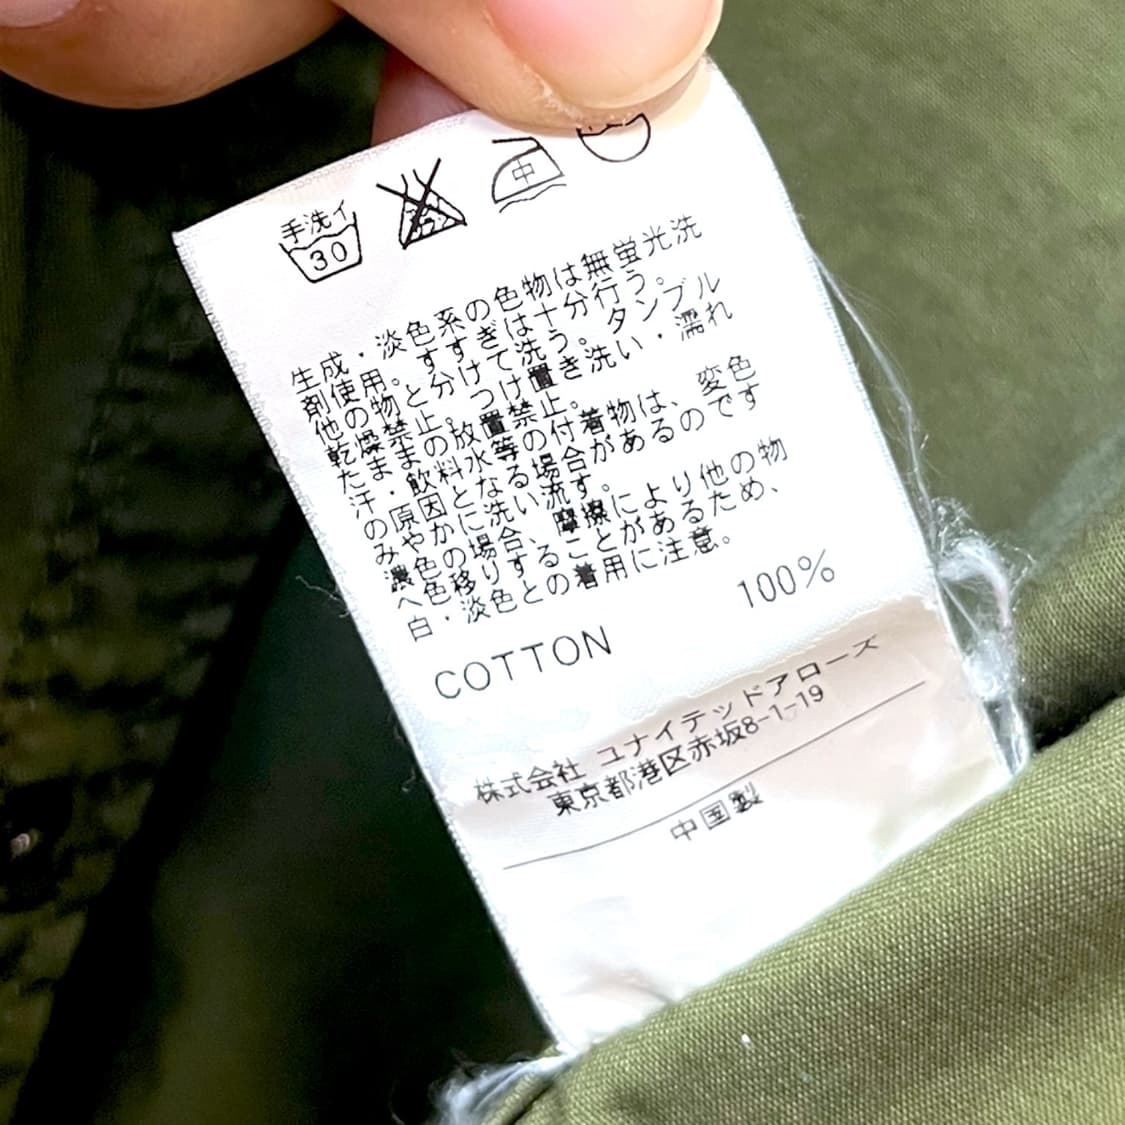 手洗イ
30
中
生成・淡色系の色物は無蛍光洗
剤使用。すすぎは十分行う。
他の物と分けて洗う。タンブル
乾燥禁止。つけ置き洗い・濡れ
たままの放置禁止。
汗・飲料水等の付着物は、変色
の原因となる場合があるのです
みやかに洗い流す。
濃色の場合、摩擦により他の物
へ色移りすることがあるため、
白・淡色との着用に注意。
COTTON 100%
株式会社 ユナイテッドアローズ
東京都港区赤坂8-1-19
中国製